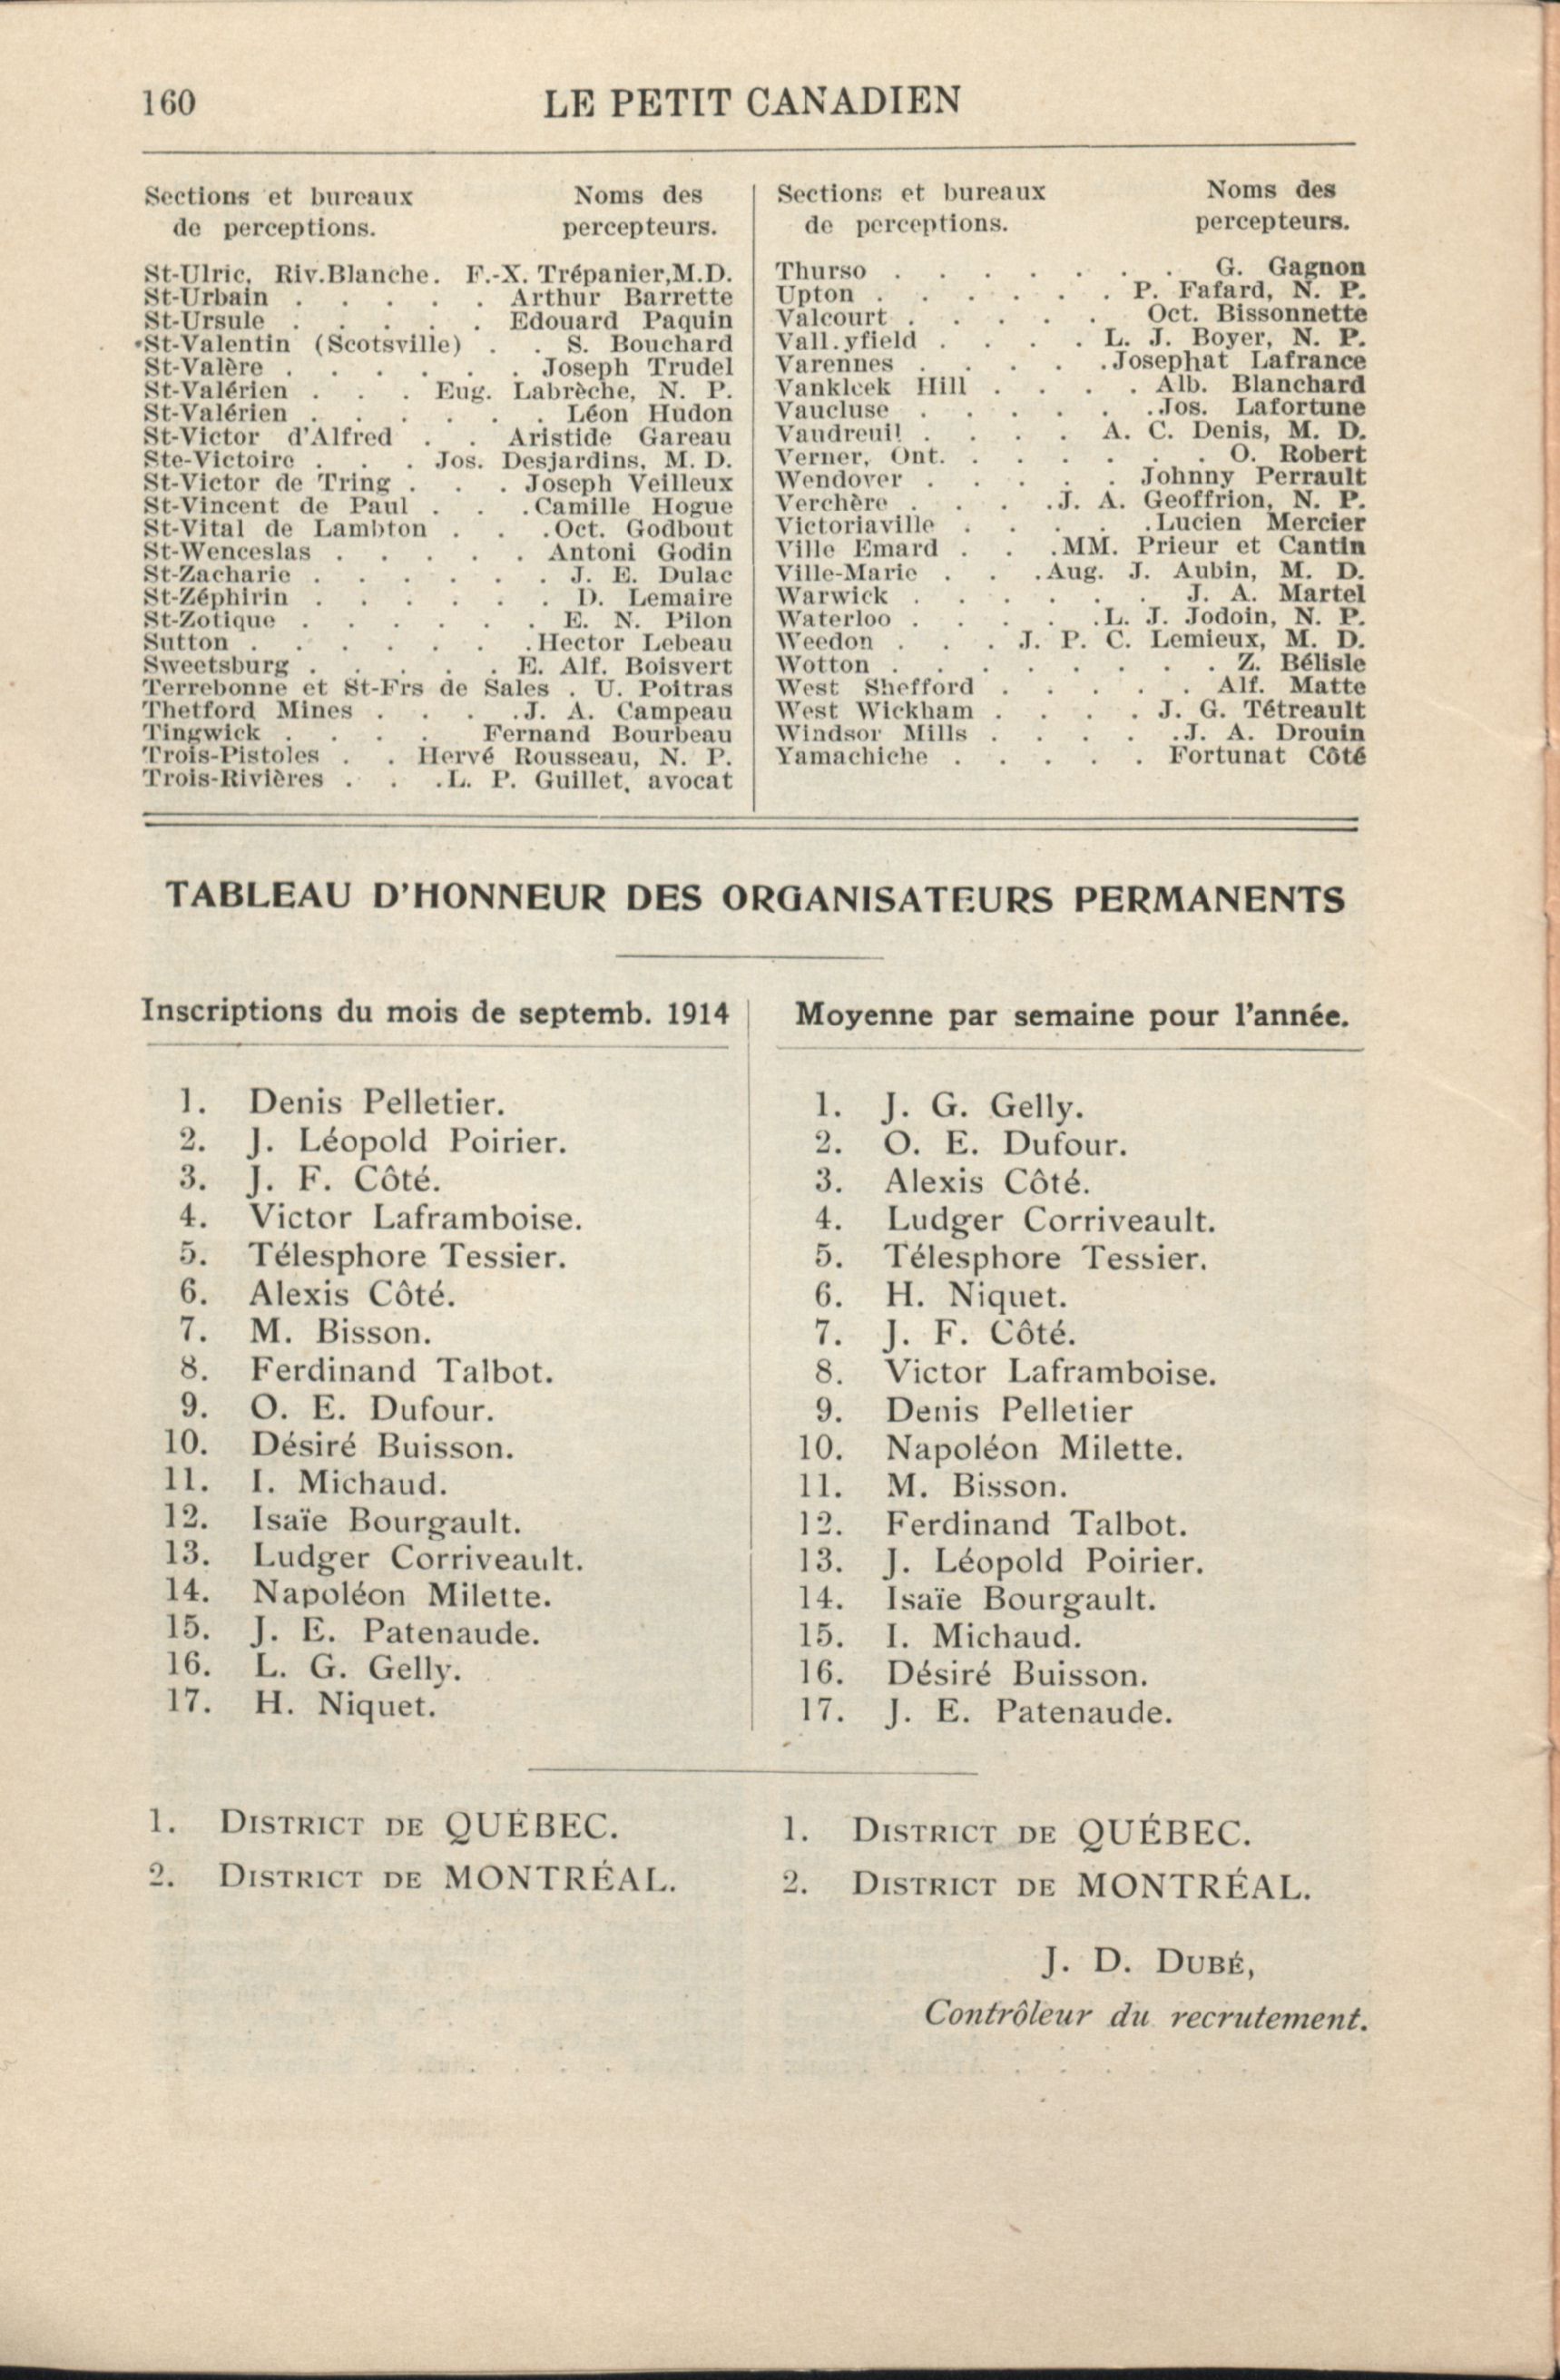 160
LE PETIT CANADIEN
Sections et bureaux
de perceptions.
Noms des
percepteurs.
St-Ulric, Riv.Blanche. F.-X. Trépanier,M.D.
St-Urbain . . . . . Arthur Barrette
St-Ursule . . . . . Edouard Paquin
St-Valentin (Scotsville) . . S. Bouchard
St-Valère . . . . . . Joseph Trudel
St-Valérien . . . Eug. Labrèche, N. P.
St-Valérien . . . . . . Léon Hudon
St-Victor d'Alfred . . Aristide Gareau
Ste-Victoire . . . Jos. Desjardins, M. D.
St-Victor de Tring . . . Joseph Veilleux
St-Vincent de Paul . . . Camille Hogue
St-Vital de Lambton . . . Oct. Godbout
St-Wenceslas . . . . . Antoni Godin
St-Zacharie . . . . . . J. E. Dulac
St-Zéphirin . . . . . . D. Lemaire
St-Zotique . . . . . . E. N. Pilon
Sutton . . . . . . . Hector Lebeau
Sweetsburg . . . . . E. Alf. Boisvert
Terrebonne et St-Frs de Sales . U. Poitras
Thetford Mines . . . . J. A. Campeau
Tingwick . . . . Fernand Bourbeau
Trois-Pistoles . . Hervé Rousseau, N. P.
Trois-Rivières . . . L. P. Guillet, avocat
Sections et bureaux
de perceptions.
Noms des
percepteurs.
Thurso . . . . . . . G. Gagnon
Upton . . . . . . P. Fafard, N. P.
Valcourt . . . . . Oct. Bissonnette
Vall.yfield . . . . L. J. Boyer, N. P.
Varennes . . . . . Josephat Lafrance
Vankleek Hill . . . . Alb. Blanchard
Vaucluse . . . . . . Jos. Lafortune
Vaudreuil . . . . A. C. Denis, M. D.
Verner, Ont. . . . . . . O. Robert
Wendover . . . . . Johnny Perrault
Verchère . . . . J. A. Geoffrion, N. P.
Victoriaville . . . . . Lucien Mercier
Ville Emard . . . MM. Prieur et Cantin
Ville-Marie . . . Aug. J. Aubin, M. D.
Warwick . . . . . . J. A. Martel
Waterloo . . . . . L. J. Jodoin, N. P.
Weedon . . . J. P. C. Lemieux, M. D.
Wotton . . . . . . . Z. Bélisle
West Shefford . . . . . Alf. Matte
West Wickham . . . . J. G. Tétreault
Windsor Mills . . . . . J. A. Drouin
Yamachiche . . . . . Fortunat Côté
TABLEAU D'HONNEUR DES ORGANISATEURS PERMANENTS
Inscriptions du mois de septemb. 1914
1. Denis Pelletier.
2. J. Léopold Poirier.
3. J. F. Côté.
4. Victor Laframboise.
5. Télesphore Tessier.
6. Alexis Côté.
7. M. Bisson.
8. Ferdinand Talbot.
9. O. E. Dufour.
10. Désiré Buisson.
11. I. Michaud.
12. Isaïe Bourgault.
13. Ludger Corriveault.
14. Napoléon Milette.
15. J. E. Patenaude.
16. L. G. Gelly.
17. H. Niquet.
Moyenne par semaine pour l'année.
1. J. G. Gelly.
2. O. E. Dufour.
3. Alexis Côté.
4. Ludger Corriveault.
5. Télesphore Tessier.
6. H. Niquet.
7. J. F. Côté.
8. Victor Laframboise.
9. Denis Pelletier
10. Napoléon Milette.
11. M. Bisson.
12. Ferdinand Talbot.
13. J. Léopold Poirier.
14. Isaïe Bourgault.
15. I. Michaud.
16. Désiré Buisson.
17. J. E. Patenaude.
1. DISTRICT DE QUÉBEC.
2. DISTRICT DE MONTRÉAL.
1. DISTRICT DE QUÉBEC.
2. DISTRICT DE MONTRÉAL.
J. D. DUBÉ,
Contrôleur du recrutement.